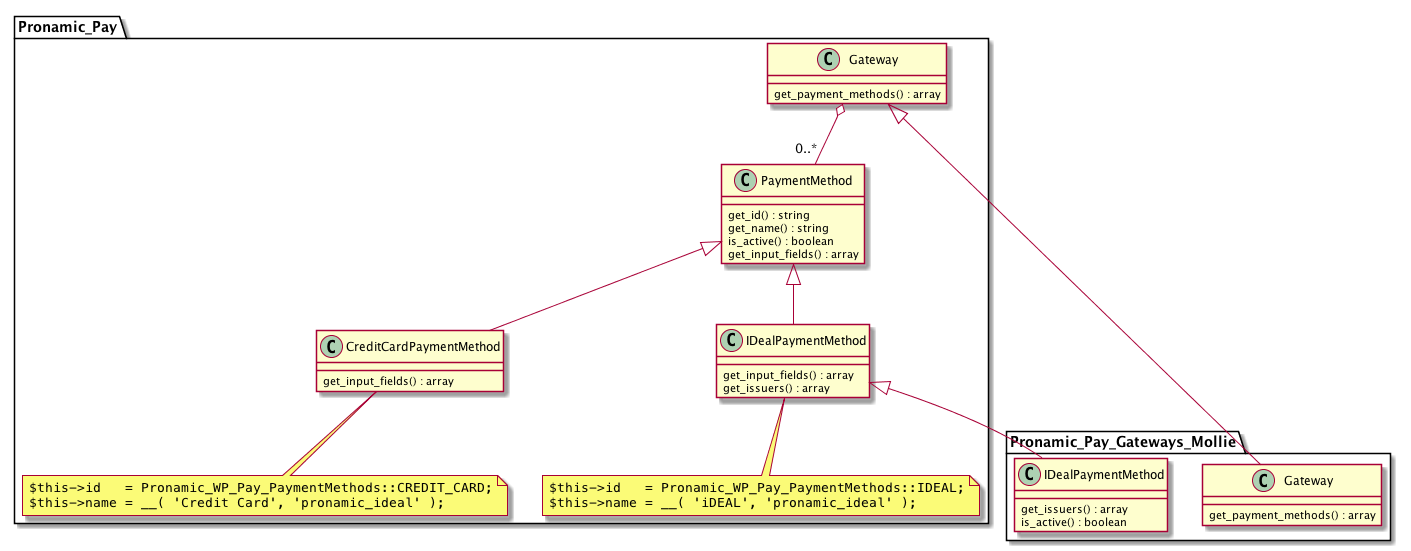 Pronamic_Pay
C Gateway
get_payment_methods() : array
0..*
C PaymentMethod
get_id() : string
get_name() : string
is_active() : boolean
get_input_fields() : array
C CreditCardPaymentMethod
get_input_fields() : array
C IDealPaymentMethod
get_input_fields() : array
get_issuers() : array
$this->id   = Pronamic_WP_Pay_PaymentMethods::CREDIT_CARD;
$this->name = __( 'Credit Card', 'pronamic_ideal' );
$this->id   = Pronamic_WP_Pay_PaymentMethods::IDEAL;
$this->name = __( 'iDEAL', 'pronamic_ideal' );
Pronamic_Pay_Gateways_Mollie
C IDealPaymentMethod
get_issuers() : array
is_active() : boolean
C Gateway
get_payment_methods() : array